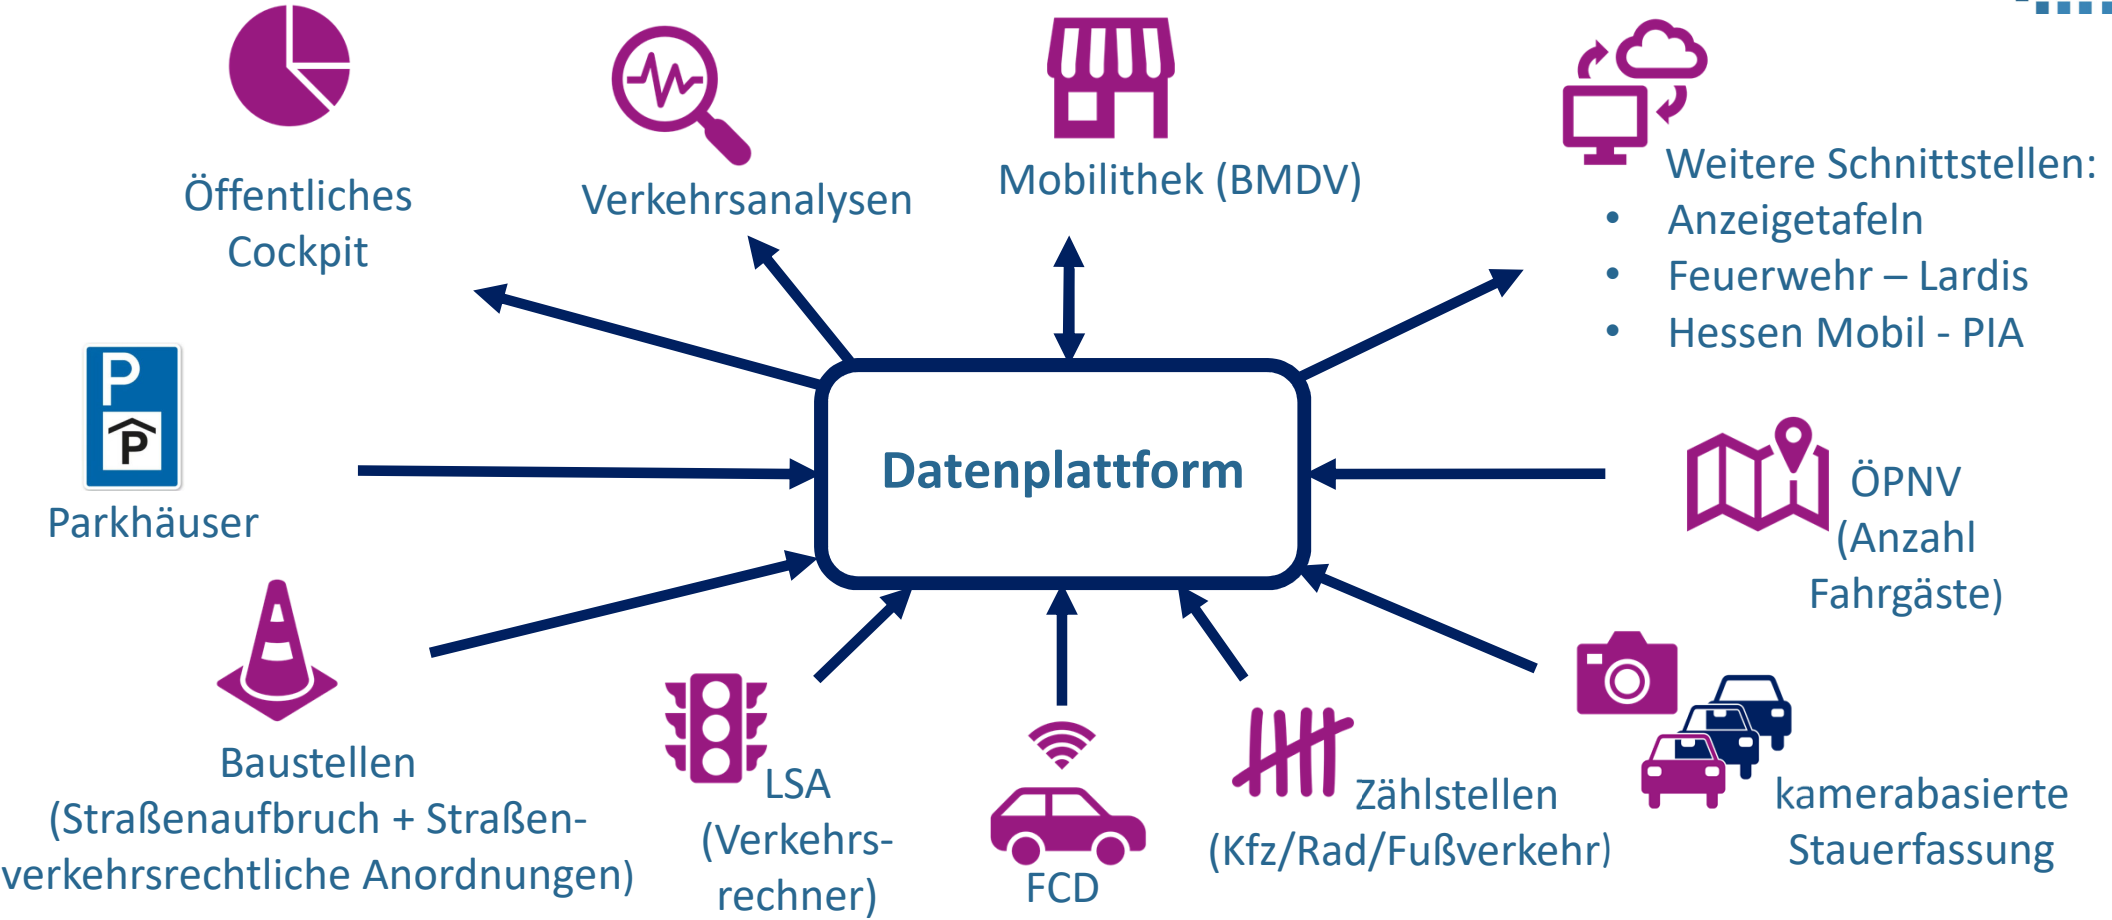 Öffentliches
Cockpit
Verkehrsanalysen
Mobilithek (BMDV)
Weitere Schnittstellen:
• Anzeigetafeln
• Feuerwehr – Lardis
• Hessen Mobil - PIA
P
P
Parkhäuser
Datenplattform
ÖPNV
(Anzahl
Fahrgäste)
Baustellen
(Straßenaufbruch + Straßen-
verkehrsrechtliche Anordnungen)
LSA
(Verkehrs-
rechner)
FCD
Zählstellen
(Kfz/Rad/Fußverkehr)
kamerabasierte
Stauerfassung